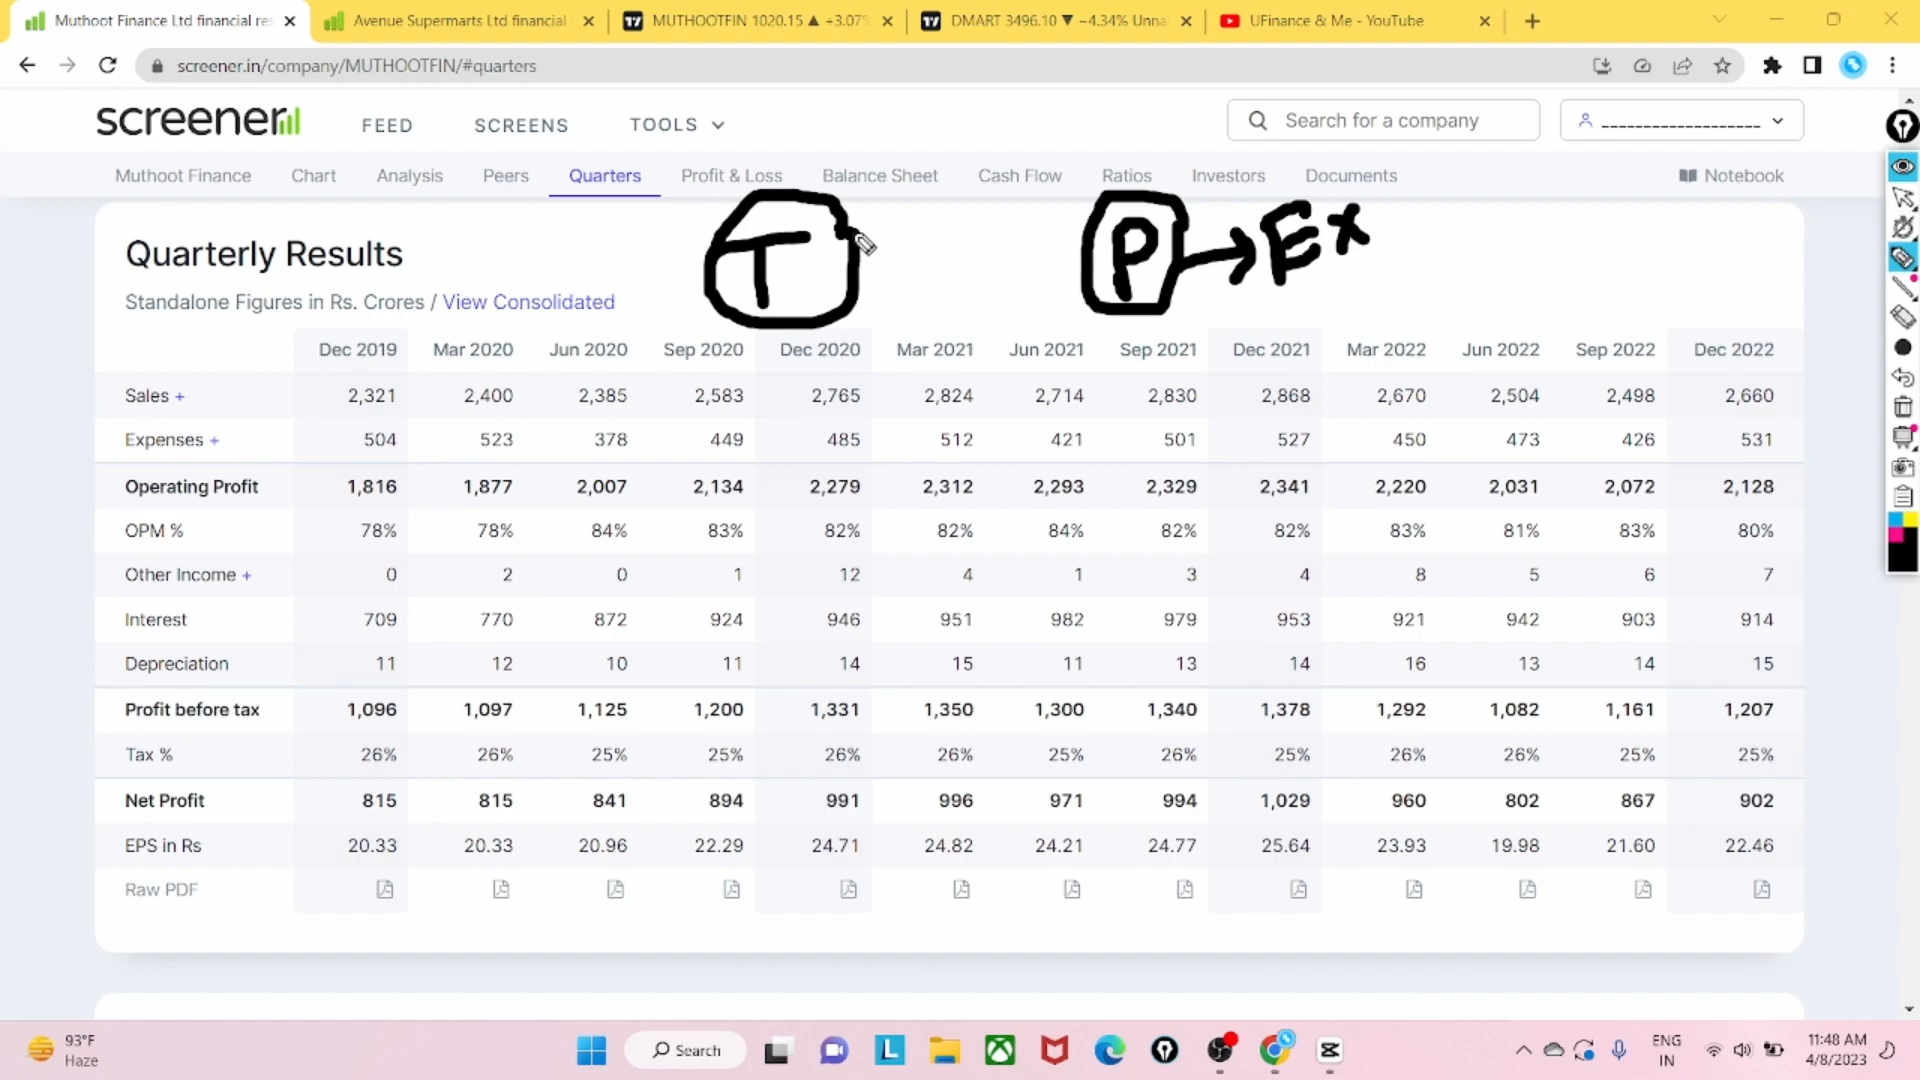 Muthoot Finance Ltd financial res
Avenue Supermarts Ltd financial
MUTHOOTFIN 1020.15 ▲ +3.07%
DMART 3496.10 ▼ −4.34% Unna
UFinance & Me - YouTube
screener.in/company/MUTHOOTFIN/#quarters
screener FEED SCREENS TOOLS Search for a company
Muthoot Finance Chart Analysis Peers Quarters Profit & Loss Balance Sheet Cash Flow Ratios Investors Documents Notebook
T P → Ex
Quarterly Results
Standalone Figures in Rs. Crores / View Consolidated
Dec 2019 Mar 2020 Jun 2020 Sep 2020 Dec 2020 Mar 2021 Jun 2021 Sep 2021 Dec 2021 Mar 2022 Jun 2022 Sep 2022 Dec 2022
Sales + 2,321 2,400 2,385 2,583 2,765 2,824 2,714 2,830 2,868 2,670 2,504 2,498 2,660
Expenses + 504 523 378 449 485 512 421 501 527 450 473 426 531
Operating Profit 1,816 1,877 2,007 2,134 2,279 2,312 2,293 2,329 2,341 2,220 2,031 2,072 2,128
OPM % 78% 78% 84% 83% 82% 82% 84% 82% 82% 83% 81% 83% 80%
Other Income + 0 2 0 1 12 4 1 3 4 8 5 6 7
Interest 709 770 872 924 946 951 982 979 953 921 942 903 914
Depreciation 11 12 10 11 14 15 11 13 14 16 13 14 15
Profit before tax 1,096 1,097 1,125 1,200 1,331 1,350 1,300 1,340 1,378 1,292 1,082 1,161 1,207
Tax % 26% 26% 25% 25% 26% 26% 25% 26% 25% 26% 26% 25% 25%
Net Profit 815 815 841 894 991 996 971 994 1,029 960 802 867 902
EPS in Rs 20.33 20.33 20.96 22.29 24.71 24.82 24.21 24.77 25.64 23.93 19.98 21.60 22.46
Raw PDF
93°F
Haze
Search
ENG
IN
11:48 AM
4/8/2023